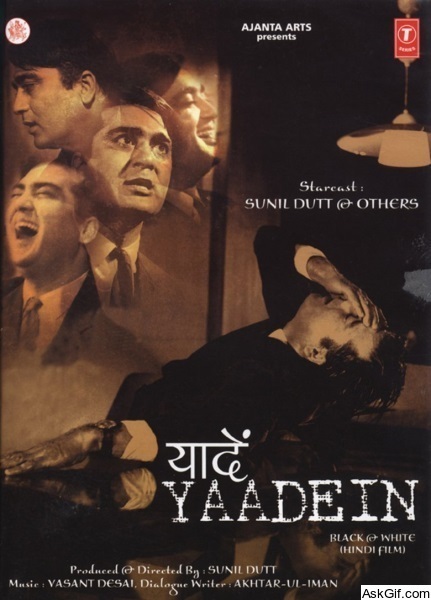 AJANTA ARTS
presents
T
SERIES
Starcast :
SUNIL DUTT & OTHERS
यादें
YAADEIN
BLACK & WHITE
(HINDI FILM)
Produced & Directed By : SUNIL DUTT
Music : VASANT DESAI, Dialogue Writer : AKHTAR-UL-IMAN
AskGif.com